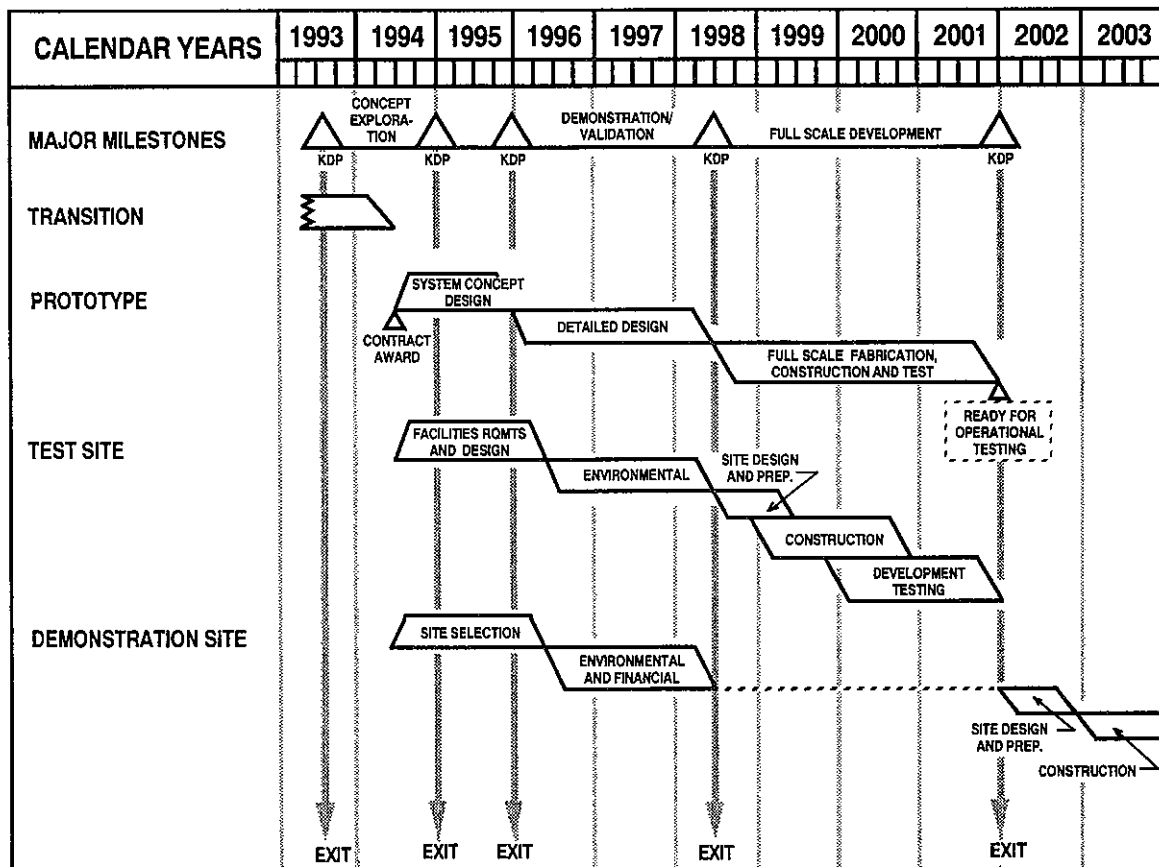 CALENDAR YEARS
1993 1994 1995 1996 1997 1998 1999 2000 2001 2002 2003
MAJOR MILESTONES
CONCEPT
EXPLORA-
TION
DEMONSTRATION/
VALIDATION
FULL SCALE DEVELOPMENT
KDP KDP KDP KDP KDP
TRANSITION
PROTOTYPE
SYSTEM CONCEPT
DESIGN
CONTRACT
AWARD
DETAILED DESIGN
FULL SCALE FABRICATION,
CONSTRUCTION AND TEST
READY FOR
OPERATIONAL
TESTING
TEST SITE
FACILITIES RQMTS
AND DESIGN
ENVIRONMENTAL
SITE DESIGN
AND PREP.
CONSTRUCTION
DEVELOPMENT
TESTING
DEMONSTRATION SITE
SITE SELECTION
ENVIRONMENTAL
AND FINANCIAL
SITE DESIGN
AND PREP.
CONSTRUCTION
EXIT EXIT EXIT EXIT EXIT